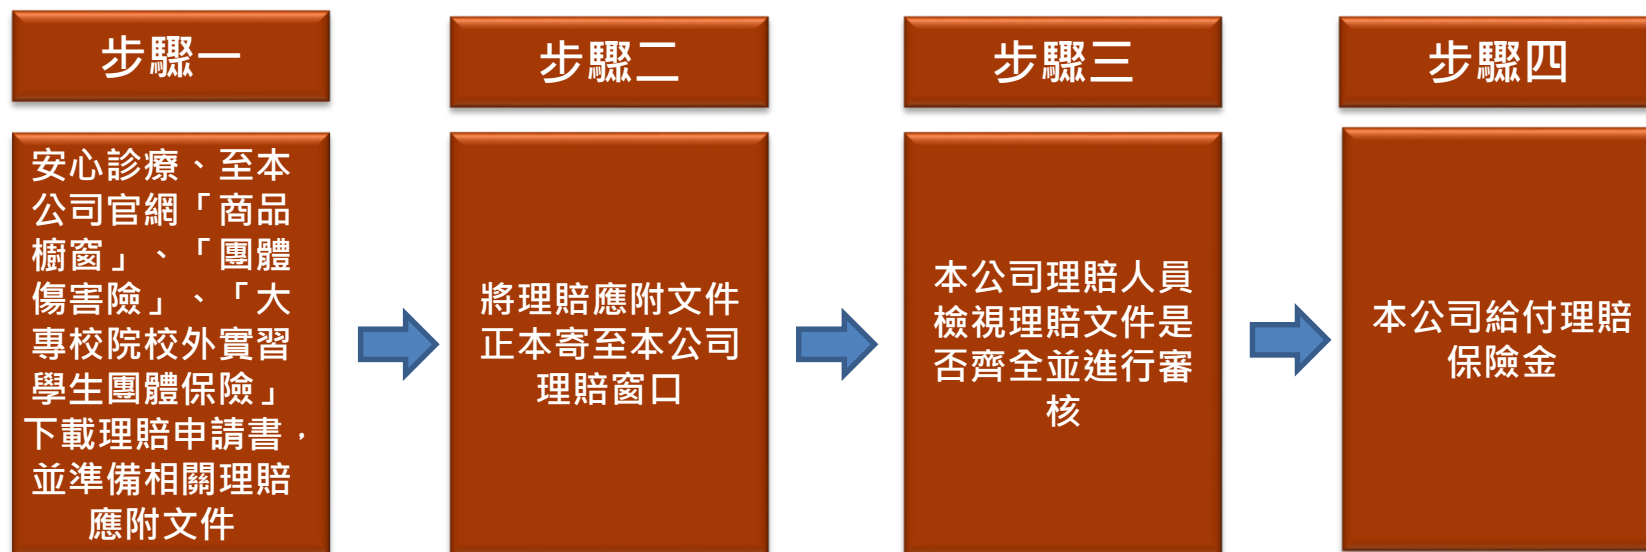 步驟一
安心診療、至本
公司官網「商品
櫥窗」、「團體
傷害險」、「大
專校院校外實習
學生團體保險」
下載理賠申請書，
並準備相關理賠
應附文件
步驟二
將理賠應附文件
正本寄至本公司
理賠窗口
步驟三
本公司理賠人員
檢視理賠文件是
否齊全並進行審
核
步驟四
本公司給付理賠
保險金